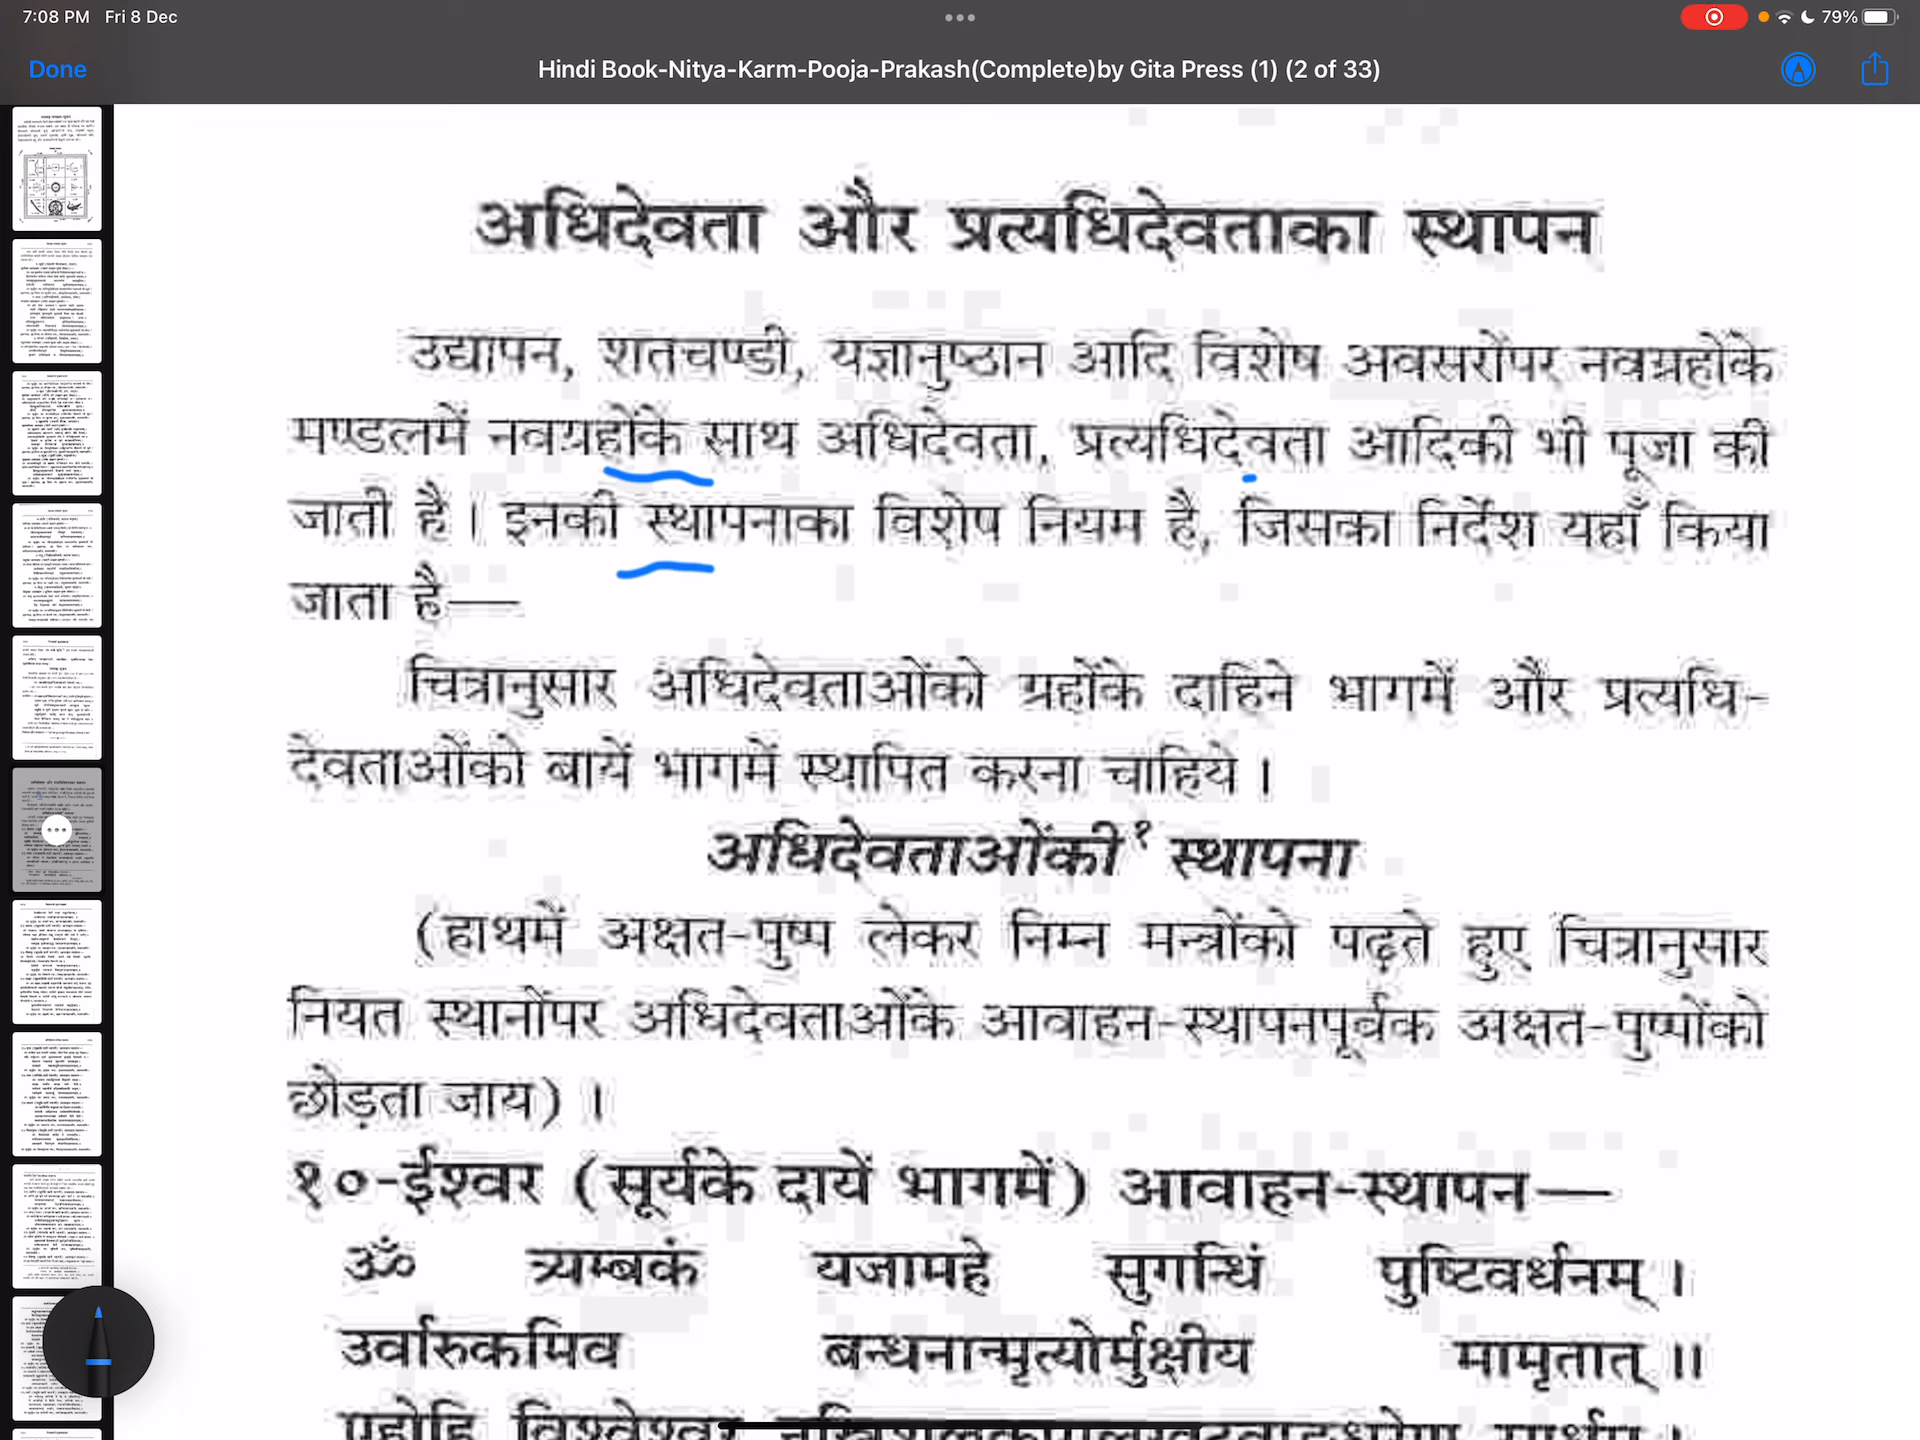 7:08 PM Fri 8 Dec
79%
Done
Hindi Book-Nitya-Karm-Pooja-Prakash(Complete)by Gita Press (1) (2 of 33)
अधिदेवता और प्रत्यधिदेवताका स्थापन
उद्यापन, शतचण्डी, यज्ञानुष्ठान आदि विशेष अवसरोंपर नवग्रहोंके
मण्डलमें नवग्रहोंके साथ अधिदेवता, प्रत्यधिदेवता आदिकी भी पूजा की
जाती है। इनकी स्थापनाका विशेष नियम है, जिसका निर्देश यहाँ किया
जाता है—
चित्रानुसार अधिदेवताओंको ग्रहोंके दाहिने भागमें और प्रत्यधि-
देवताओंको बायें भागमें स्थापित करना चाहिये।
अधिदेवताओंकी१ स्थापना
(हाथमें अक्षत-पुष्प लेकर निम्न मन्त्रोंको पढ़ते हुए चित्रानुसार
नियत स्थानोंपर अधिदेवताओंके आवाहन-स्थापनपूर्वक अक्षत-पुष्पोंको
छोड़ता जाय)।
१०-ईश्वर (सूर्यके दायें भागमें) आवाहन-स्थापन—
ॐ त्र्यम्बकं यजामहे सुगन्धिं पुष्टिवर्धनम्।
उर्वारुकमिव बन्धनान्मृत्योर्मुक्षीय मामृतात्॥
एह्येहि विश्वेश्वर